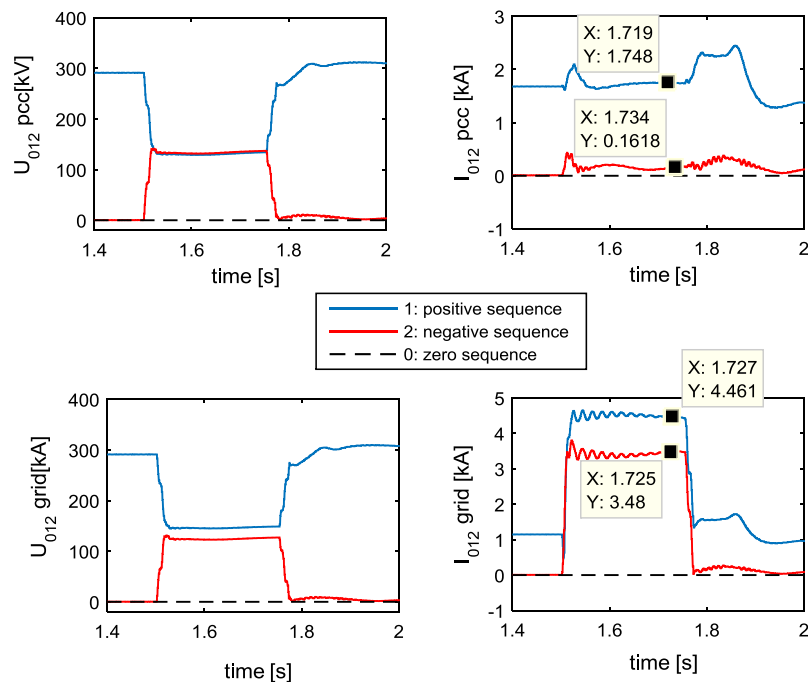 400
300
200
100
0
U012 pcc[kV]
1.4 1.6 1.8 2
time [s]
3
2
1
0
-1
I012 pcc [kA]
X: 1.719
Y: 1.748
X: 1.734
Y: 0.1618
1.4 1.6 1.8 2
time [s]
1: positive sequence
2: negative sequence
0: zero sequence
400
300
200
100
0
U012 grid[kA]
1.4 1.6 1.8 2
time [s]
5
4
3
2
1
0
-1
I012 grid [kA]
X: 1.727
Y: 4.461
X: 1.725
Y: 3.48
1.4 1.6 1.8 2
time [s]